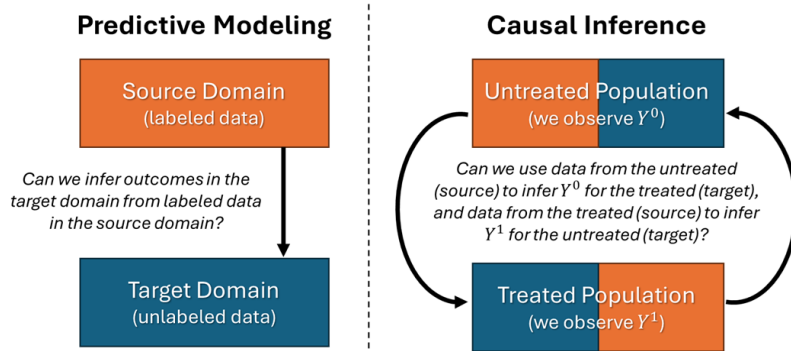 Predictive Modeling
Source Domain
(labeled data)
Can we infer outcomes in the
target domain from labeled data
in the source domain?
Target Domain
(unlabeled data)
Causal Inference
Untreated Population
(we observe Y⁰)
Can we use data from the untreated
(source) to infer Y⁰ for the treated (target),
and data from the treated (source) to infer
Y¹ for the untreated (target)?
Treated Population
(we observe Y¹)